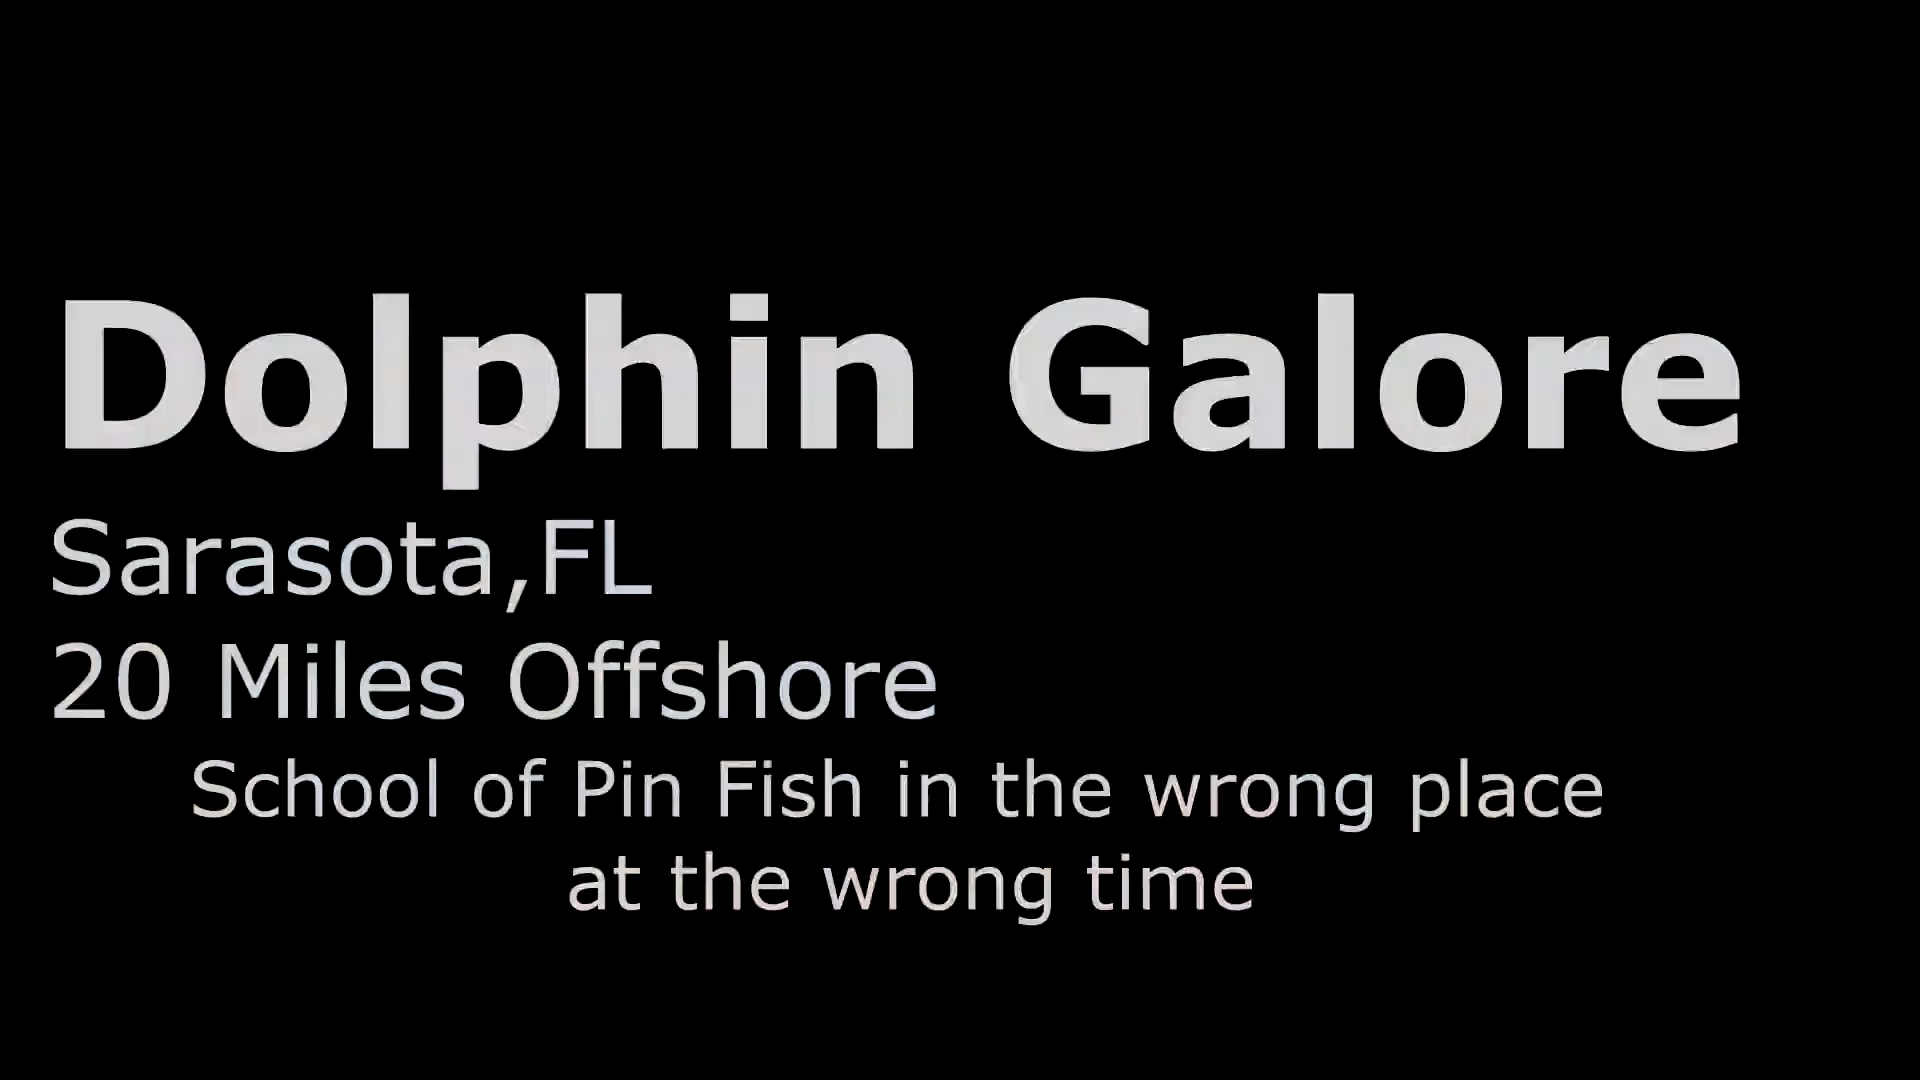 Dolphin Galore
Sarasota,FL
20 Miles Offshore
School of Pin Fish in the wrong place
at the wrong time